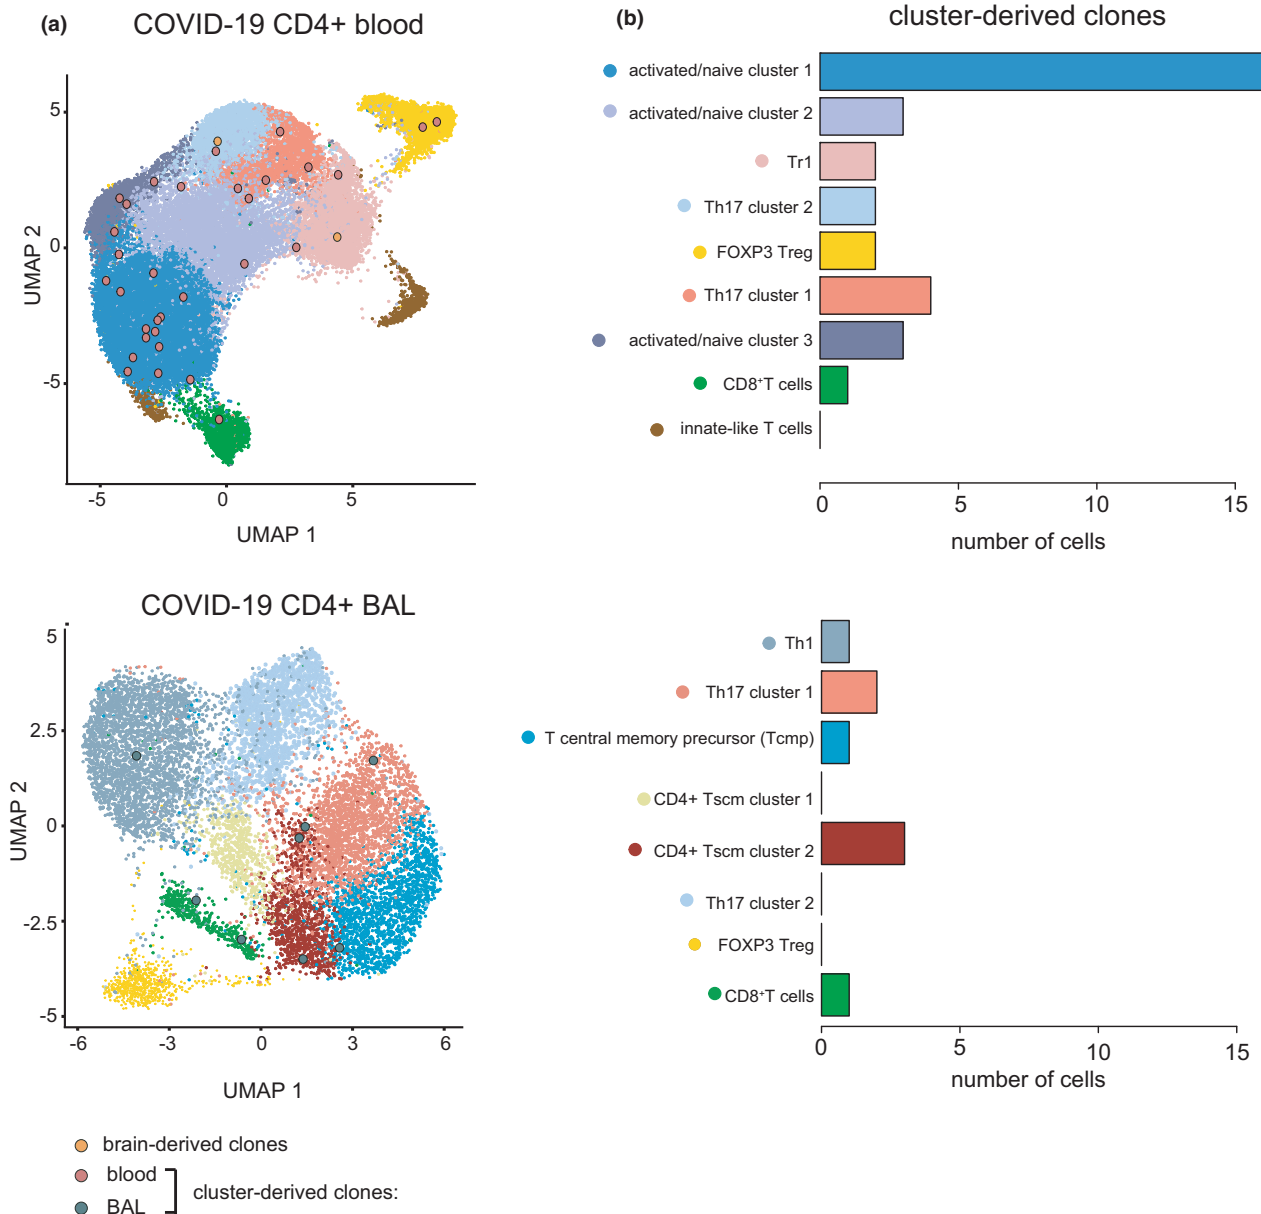 (a)
COVID-19 CD4+ blood
5
0
-5
UMAP 2
-5
0
5
UMAP 1
(b)
cluster-derived clones
activated/naive cluster 1
activated/naive cluster 2
Tr1
Th17 cluster 2
FOXP3 Treg
Th17 cluster 1
activated/naive cluster 3
CD8⁺T cells
innate-like T cells
0
5
10
15
number of cells
COVID-19 CD4+ BAL
5
2.5
0
-2.5
-5
UMAP 2
-6
-3
0
3
6
UMAP 1
Th1
Th17 cluster 1
T central memory precursor (Tcmp)
CD4+ Tscm cluster 1
CD4+ Tscm cluster 2
Th17 cluster 2
FOXP3 Treg
CD8⁺T cells
0
5
10
15
number of cells
brain-derived clones
blood
BAL
cluster-derived clones: